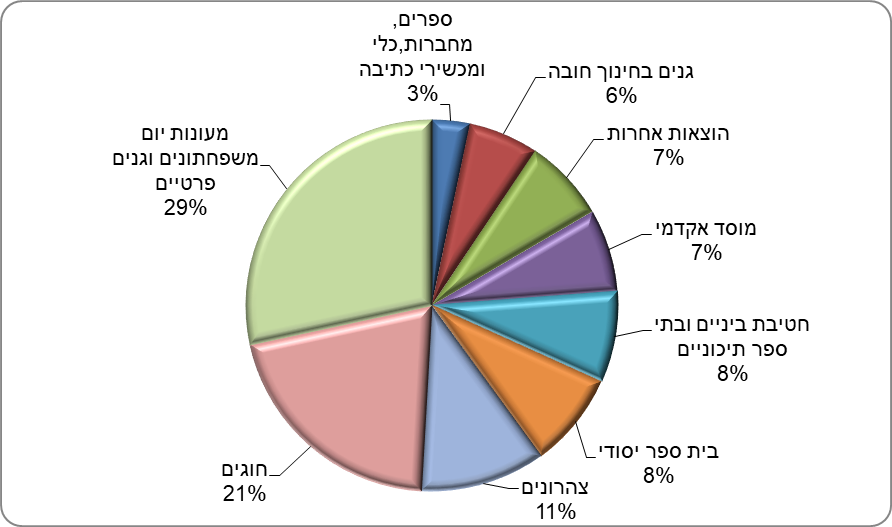 ספרים,
מחברות,כלי
ומכשירי כתיבה
3%
גנים בחינוך חובה
6%
הוצאות אחרות
7%
מוסד אקדמי
7%
חטיבת ביניים ובתי
ספר תיכוניים
8%
בית ספר יסודי
8%
צהרונים
11%
חוגים
21%
מעונות יום
משפחתונים וגנים
פרטיים
29%